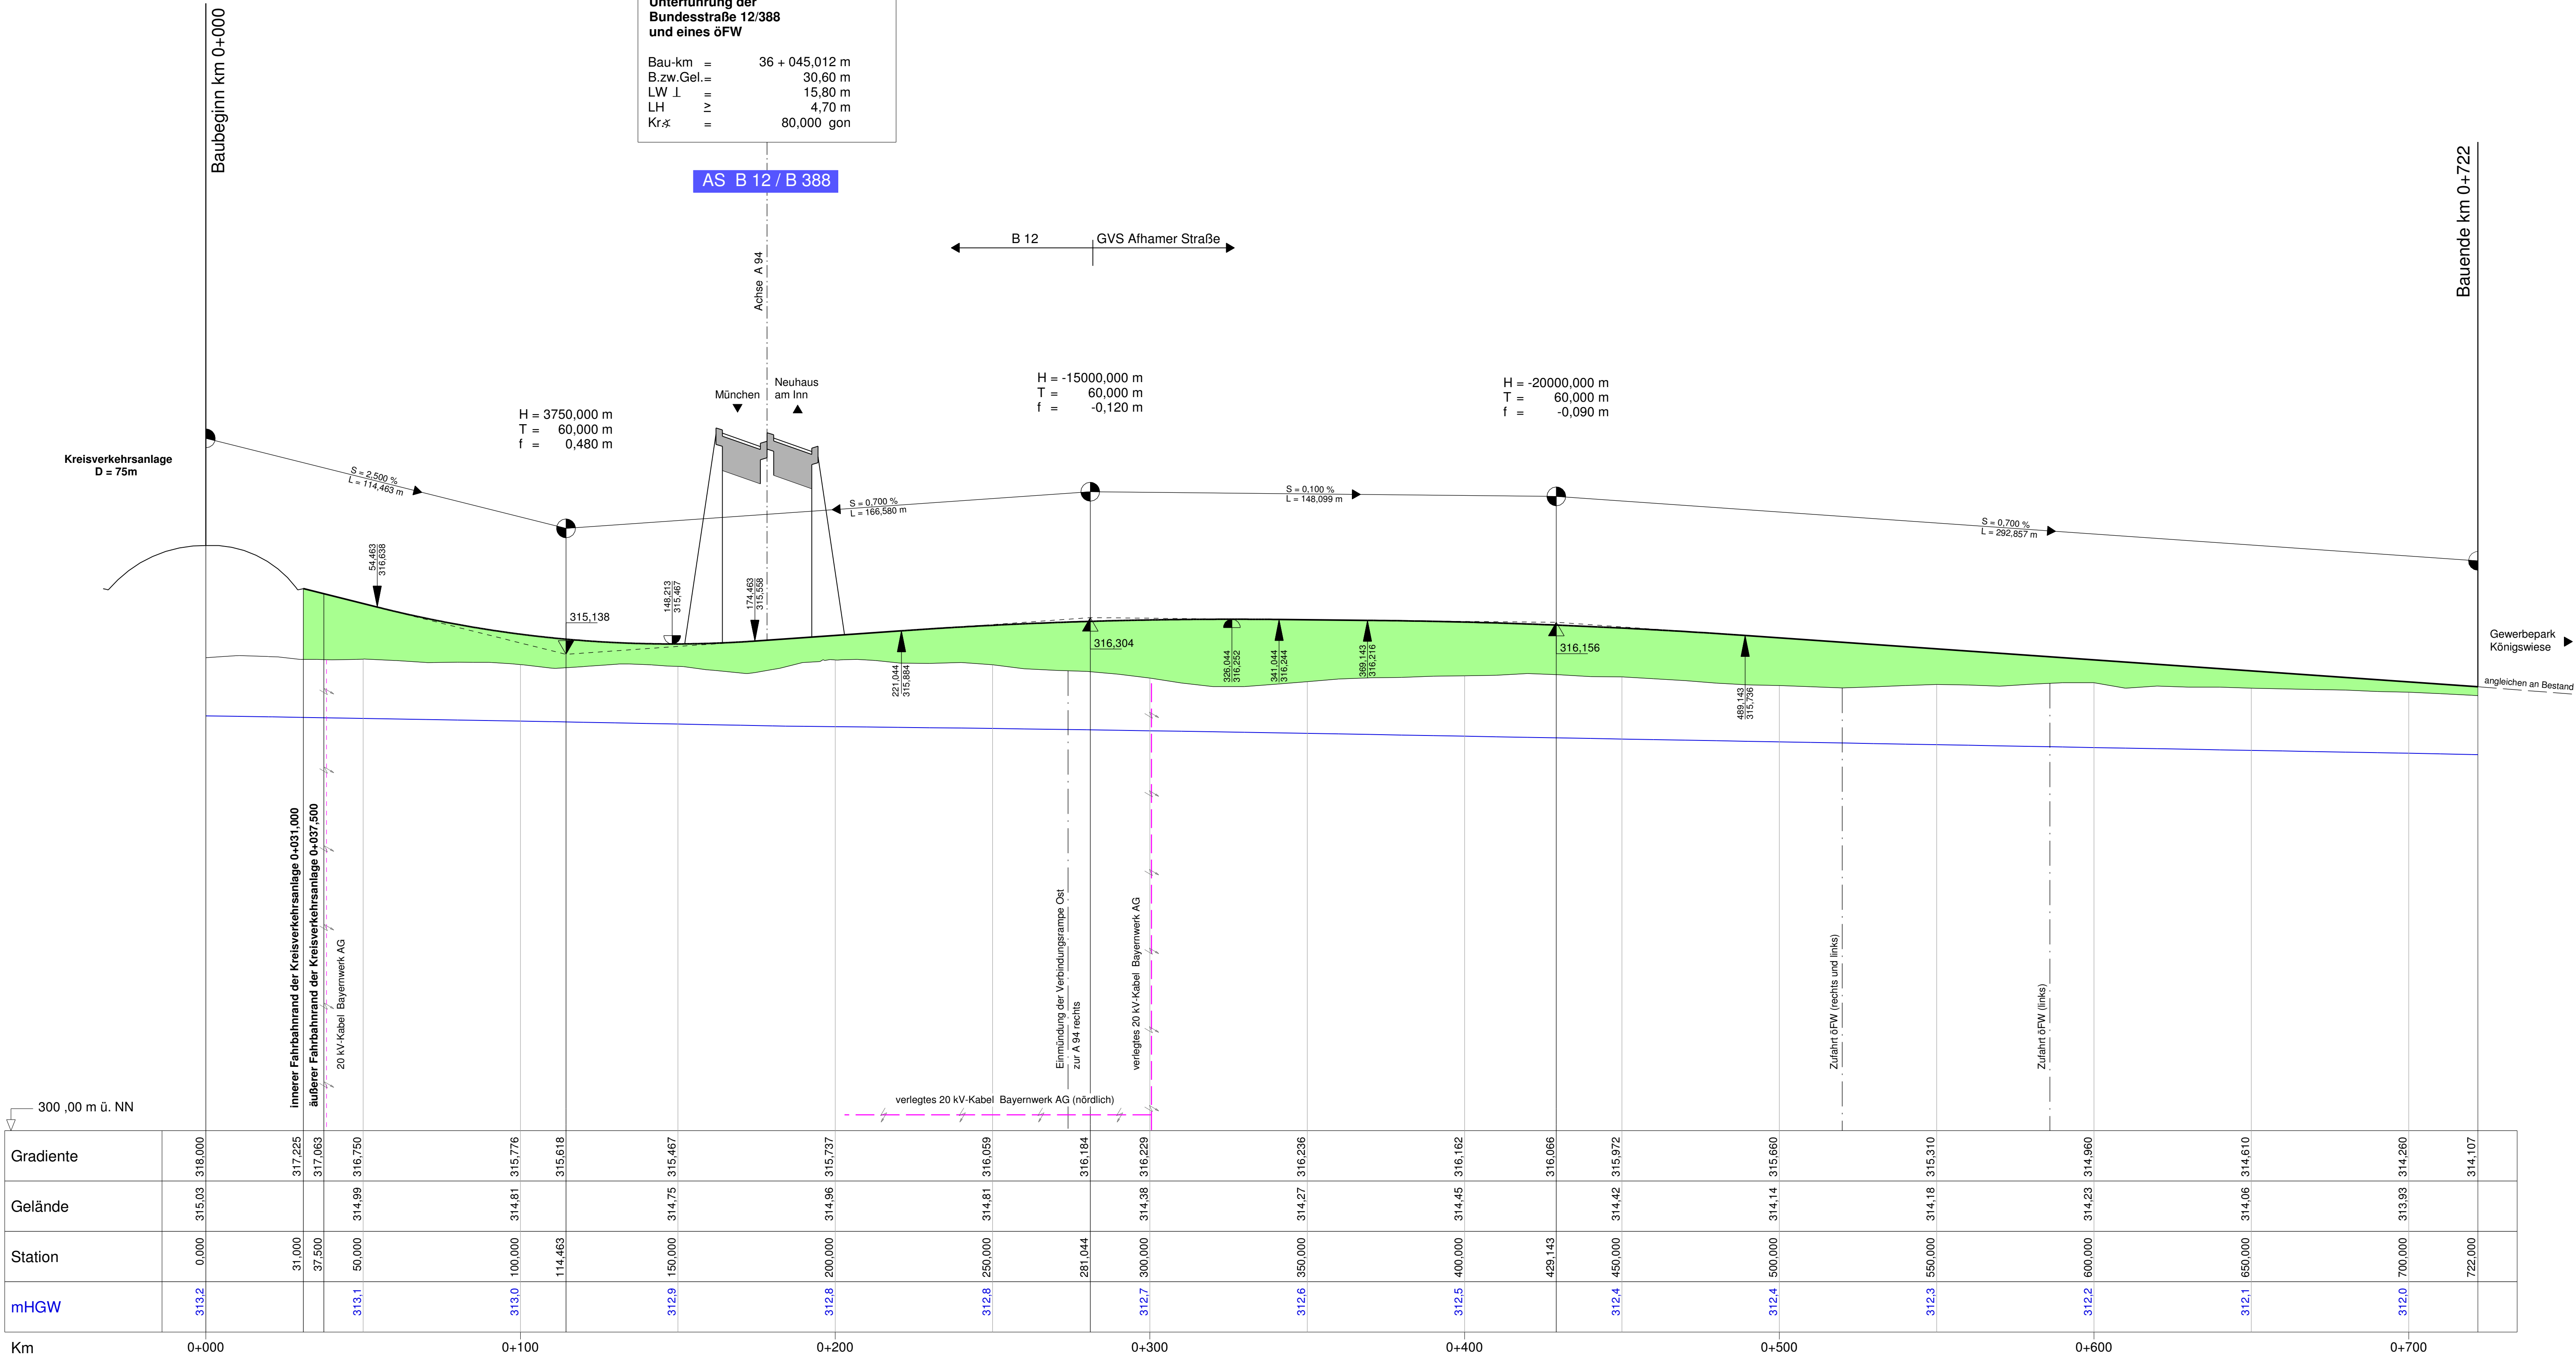 Unterführung der
Bundesstraße 12/388
und eines öFW
Bau-km = 36 + 045,012 m
B.zw.Gel.= 30,60 m
LW ⊥ = 15,80 m
LH ≥ 4,70 m
Kr∡ = 80,000 gon
Baubeginn km 0+000
AS B 12 / B 388
Achse A 94
B 12
GVS Afhamer Straße
Bauende km 0+722
München
Neuhaus
am Inn
H = 3750,000 m
T = 60,000 m
f = 0,480 m
H = -15000,000 m
T = 60,000 m
f = -0,120 m
H = -20000,000 m
T = 60,000 m
f = -0,090 m
Kreisverkehrsanlage
D = 75m
S = 2,500 %
L = 114,463 m
S = 0,700 %
L = 166,580 m
S = 0,100 %
L = 148,099 m
S = 0,700 %
L = 292,857 m
54,463
316,638
315,138
148,213
315,467
174,463
315,558
221,044
315,884
316,304
326,044
316,252
341,044
316,244
369,143
316,216
316,156
489,143
315,736
Gewerbepark
Königswiese
angleichen an Bestand
innerer Fahrbahnrand der Kreisverkehrsanlage 0+031,000
äußerer Fahrbahnrand der Kreisverkehrsanlage 0+037,500
20 kV-Kabel Bayernwerk AG
Einmündung der Verbindungsrampe Ost
zur A 94 rechts
verlegtes 20 kV-Kabel Bayernwerk AG
Zufahrt öFW (rechts und links)
Zufahrt öFW (links)
verlegtes 20 kV-Kabel Bayernwerk AG (nördlich)
300 ,00 m ü. NN
Gradiente 318,000 317,225 317,063 316,750 315,776 315,618 315,467 315,737 316,059 316,184 316,229 316,236 316,162 316,066 315,972 315,660 315,310 314,960 314,610 314,260 314,107
Gelände 315,03 314,99 314,81 314,75 314,96 314,81 314,38 314,27 314,45 314,42 314,14 314,18 314,23 314,06 313,93
Station 0,000 31,000 37,500 50,000 100,000 114,463 150,000 200,000 250,000 281,044 300,000 350,000 400,000 429,143 450,000 500,000 550,000 600,000 650,000 700,000 722,000
mHGW 313,2 313,1 313,0 312,9 312,8 312,8 312,7 312,6 312,5 312,4 312,4 312,3 312,2 312,1 312,0
Km 0+000 0+100 0+200 0+300 0+400 0+500 0+600 0+700